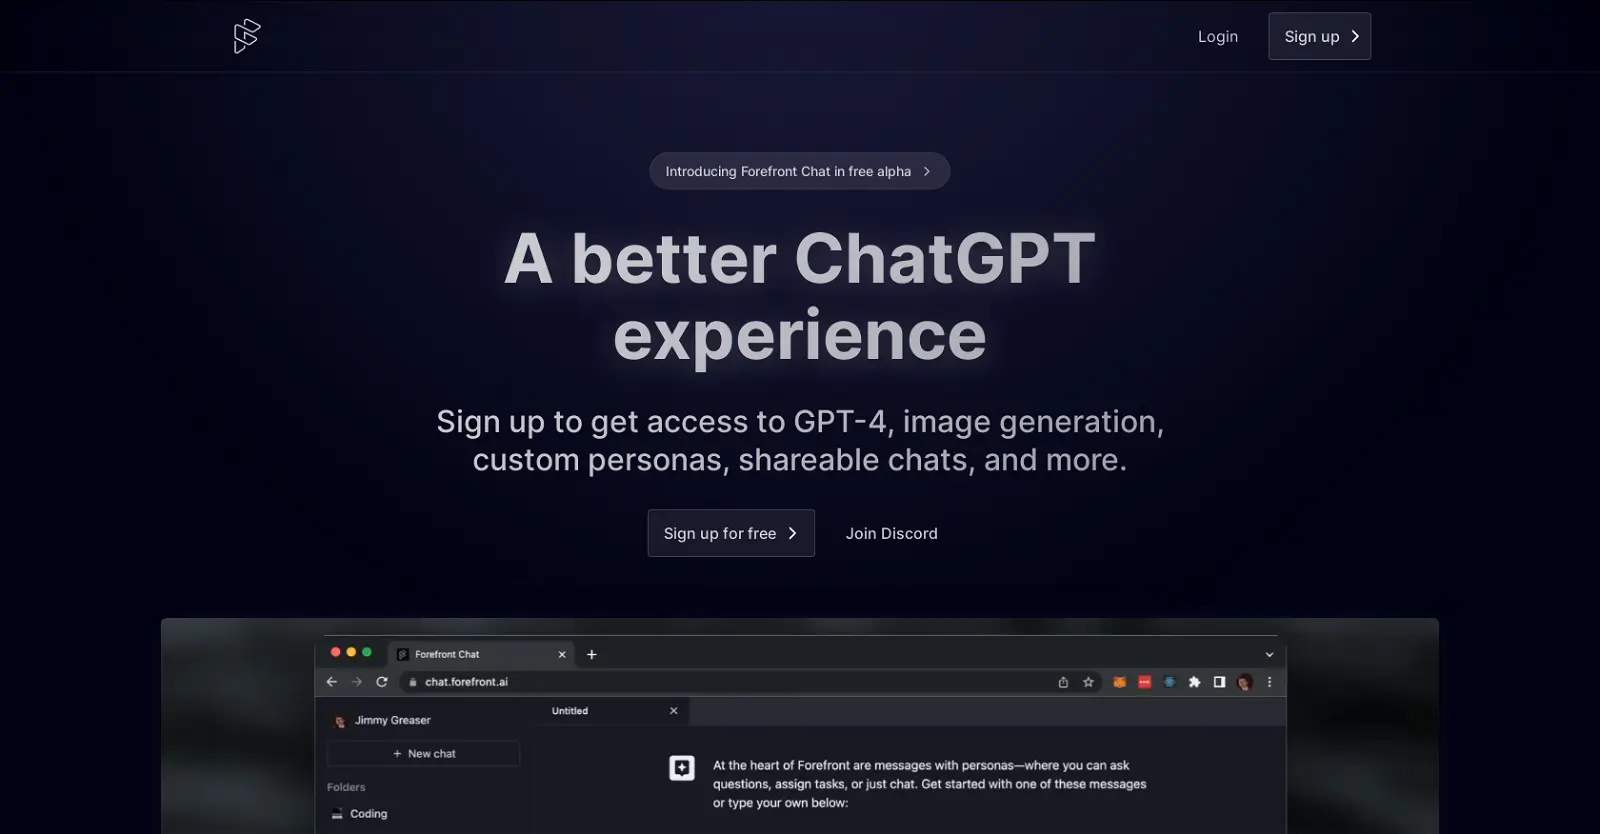 Login
Sign up
Introducing Forefront Chat in free alpha
A better ChatGPT
experience
Sign up to get access to GPT-4, image generation,
custom personas, shareable chats, and more.
Sign up for free
Join Discord
Forefront Chat
chat.forefront.ai
Jimmy Greaser
Untitled
+ New chat
At the heart of Forefront are messages with personas—where you can ask
questions, assign tasks, or just chat. Get started with one of these messages
or type your own below:
Folders
Coding